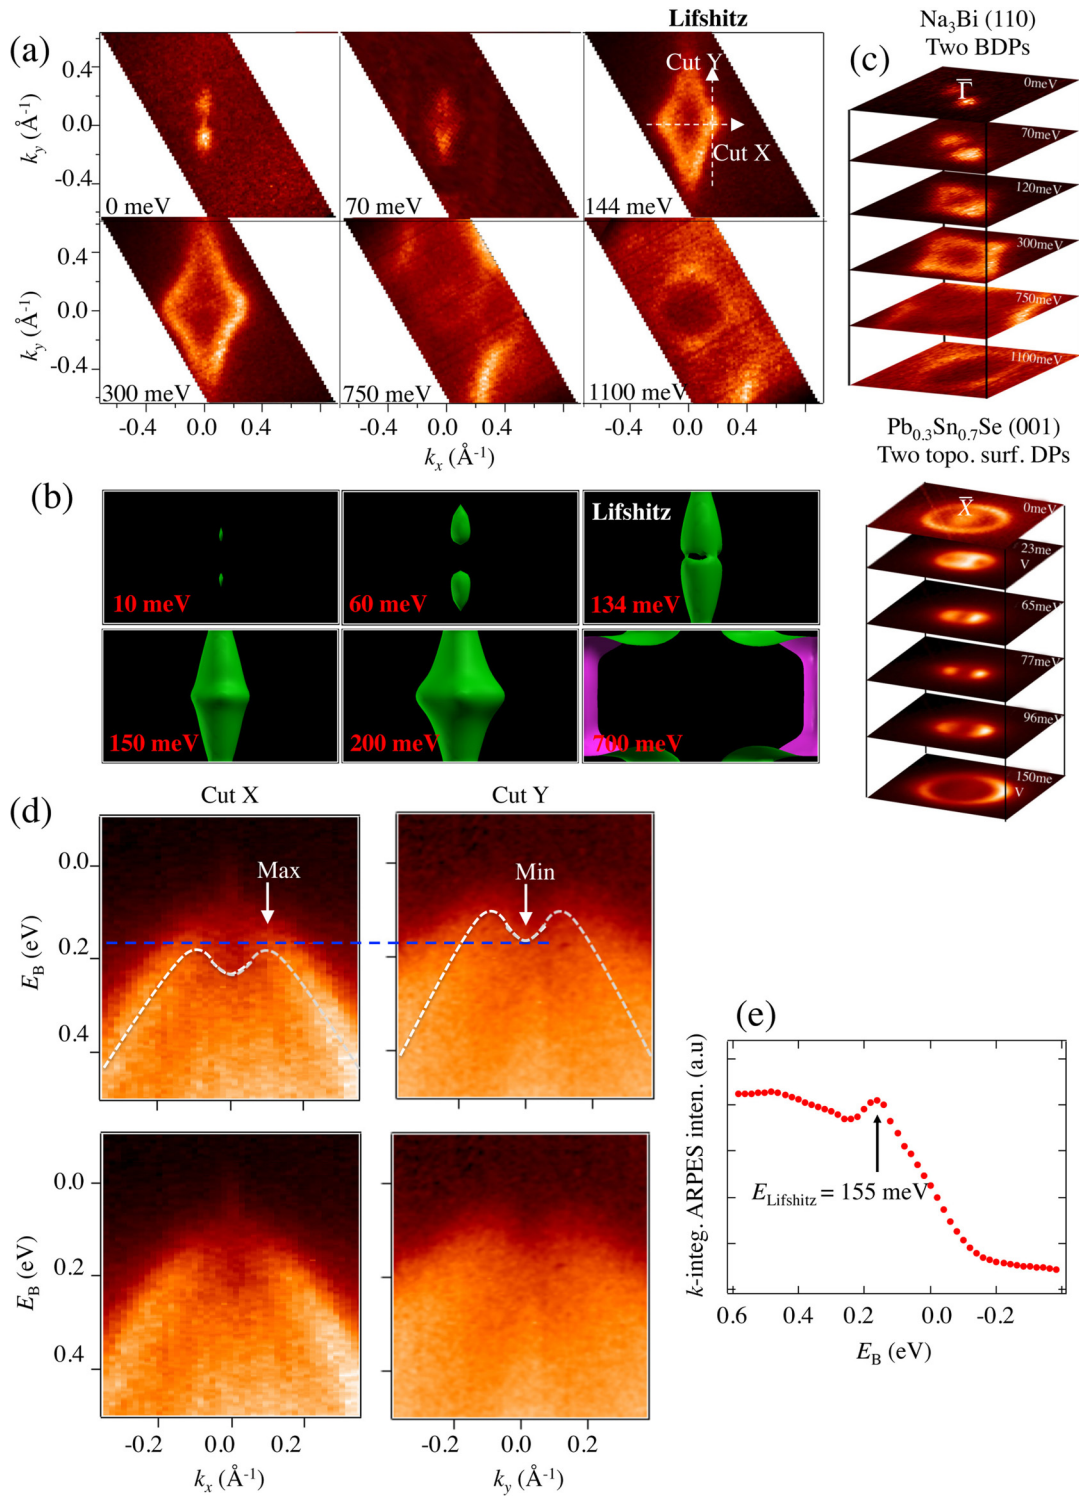 (a)
Lifshitz
0.4
0.0
-0.4
k_y (Å⁻¹)
0 meV
70 meV
144 meV
Cut Y
Cut X
0.4
0.0
-0.4
k_y (Å⁻¹)
300 meV
750 meV
1100 meV
-0.4 0.0 0.4
-0.4 0.0 0.4
-0.4 0.0 0.4
k_x (Å⁻¹)
(b)
10 meV
60 meV
Lifshitz
134 meV
150 meV
200 meV
700 meV
(c)
Na₃Bi (110)
Two BDPs
Γ̅
0meV
70meV
120meV
300meV
750meV
1100meV
Pb₀.₃Sn₀.₇Se (001)
Two topo. surf. DPs
X̅
0meV
23me
V
65meV
77meV
96meV
150me
V
(d)
Cut X
Cut Y
0.0
0.2
0.4
E_B (eV)
Max
Min
0.0
0.2
0.4
E_B (eV)
-0.2 0.0 0.2
k_x (Å⁻¹)
-0.2 0.0 0.2
k_y (Å⁻¹)
(e)
k-integ. ARPES inten. (a.u)
E_Lifshitz = 155 meV
0.6 0.4 0.2 0.0 -0.2
E_B (eV)